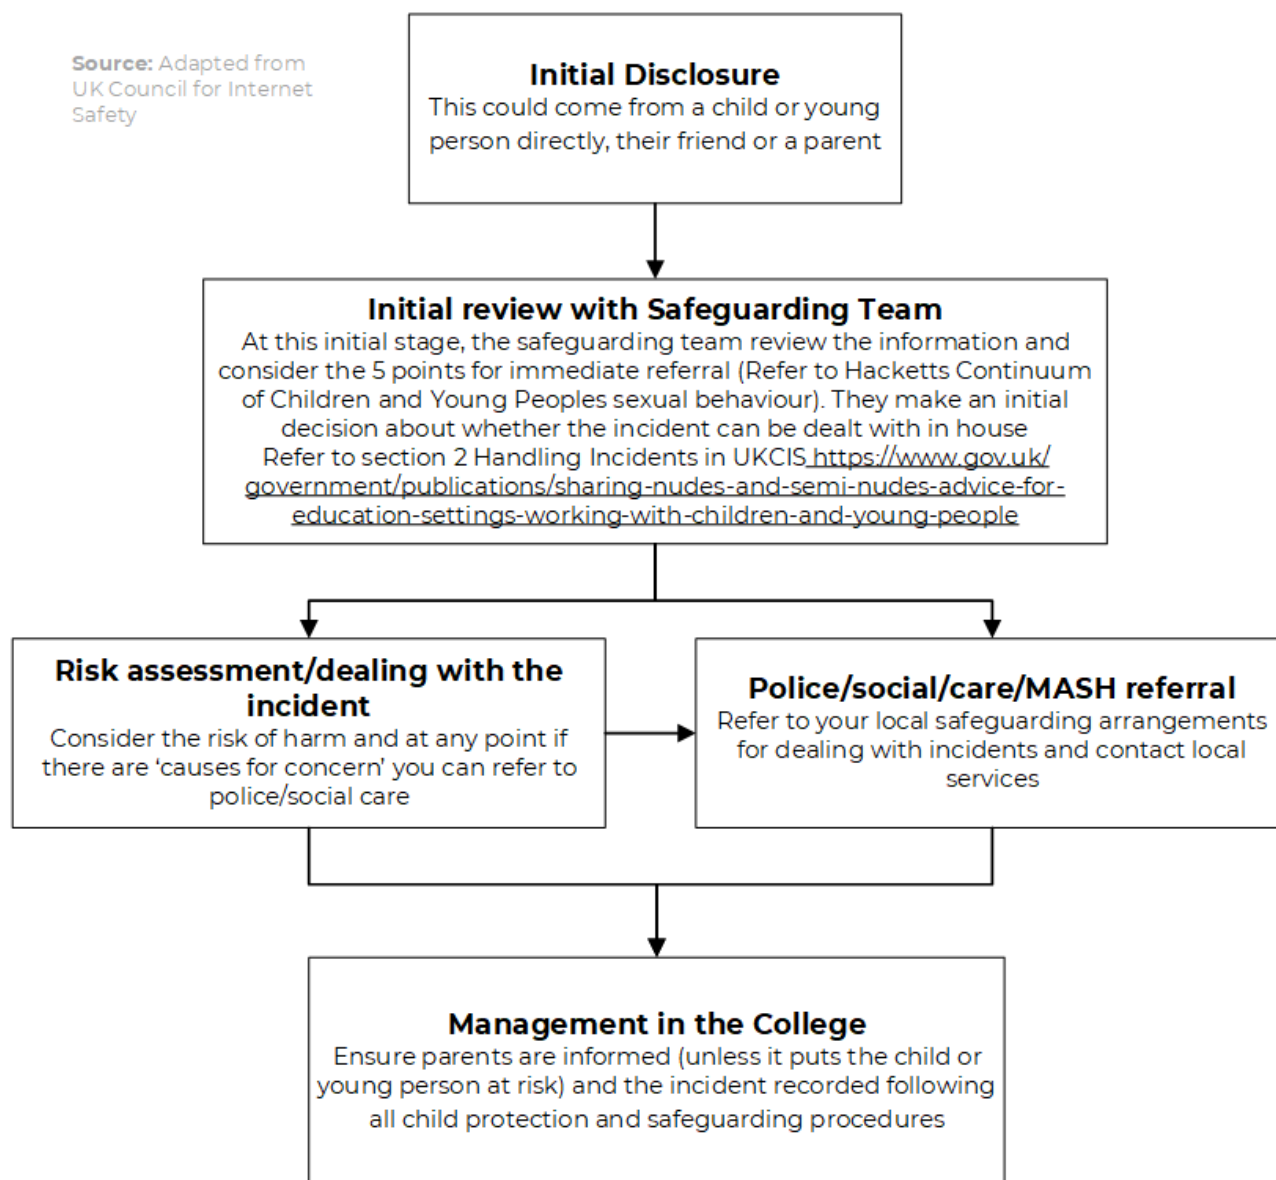 Source: Adapted from
UK Council for Internet
Safety
Initial Disclosure
This could come from a child or young
person directly, their friend or a parent
Initial review with Safeguarding Team
At this initial stage, the safeguarding team review the information and
consider the 5 points for immediate referral (Refer to Hacketts Continuum
of Children and Young Peoples sexual behaviour). They make an initial
decision about whether the incident can be dealt with in house
Refer to section 2 Handling Incidents in UKCIS https://www.gov.uk/
government/publications/sharing-nudes-and-semi-nudes-advice-for-
education-settings-working-with-children-and-young-people
Risk assessment/dealing with the
incident
Consider the risk of harm and at any point if
there are ‘causes for concern’ you can refer to
police/social care
Police/social/care/MASH referral
Refer to your local safeguarding arrangements
for dealing with incidents and contact local
services
Management in the College
Ensure parents are informed (unless it puts the child or
young person at risk) and the incident recorded following
all child protection and safeguarding procedures